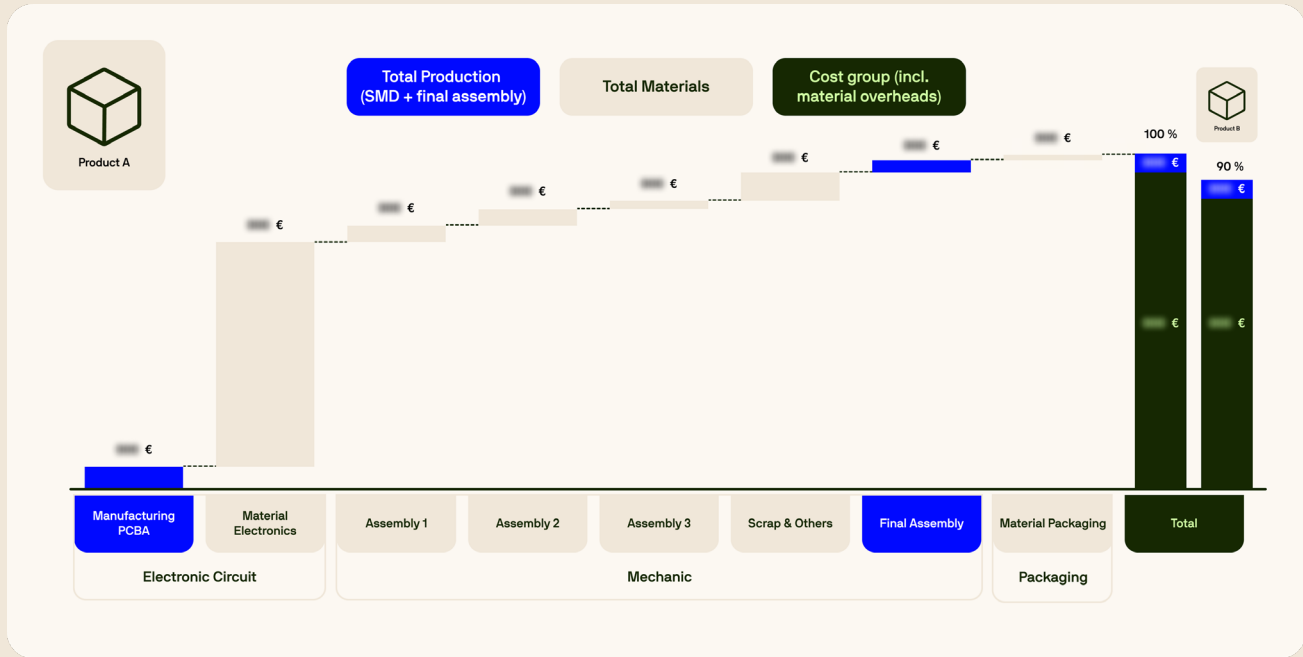 Product A
Total Production
(SMD + final assembly)
Total Materials
Cost group (incl.
material overheads)
Product B
100 %
90 %
€
€
€
€
€
€
€
€
€
€
€
€
Manufacturing
PCBA
Material
Electronics
Assembly 1
Assembly 2
Assembly 3
Scrap & Others
Final Assembly
Material Packaging
Total
Electronic Circuit
Mechanic
Packaging